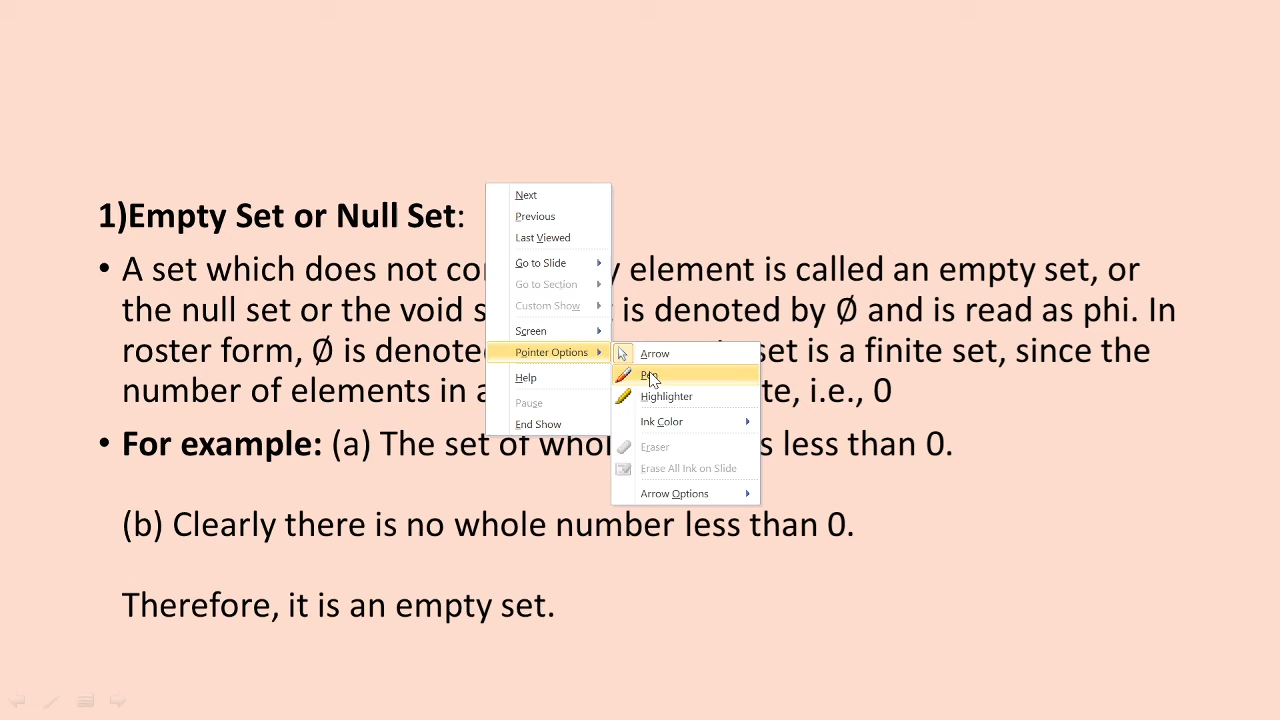 1)Empty Set or Null Set:
• A set which does not co y element is called an empty set, or
the null set or the void s is denoted by Ø and is read as phi. In
roster form, Ø is denote set is a finite set, since the
number of elements in a te, i.e., 0
• For example: (a) The set of whol s less than 0.
(b) Clearly there is no whole number less than 0.
Therefore, it is an empty set.
Next
Previous
Last Viewed
Go to Slide
Go to Section
Custom Show
Screen
Pointer Options
Help
Pause
End Show
Arrow
Pen
Highlighter
Ink Color
Eraser
Erase All Ink on Slide
Arrow Options